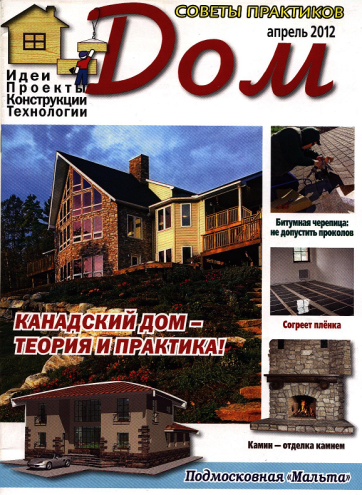 СОВЕТЫ ПРАКТИКОВ
апрель 2012
Дом
Идеи
Проекты
Конструкции
Технологии
Битумная черепица:
не допустить проколов
Согреет плёнка
КАНАДСКИЙ ДОМ –
ТЕОРИЯ И ПРАКТИКА!
Камин – отделка камнем
Подмосковная «Мальта»